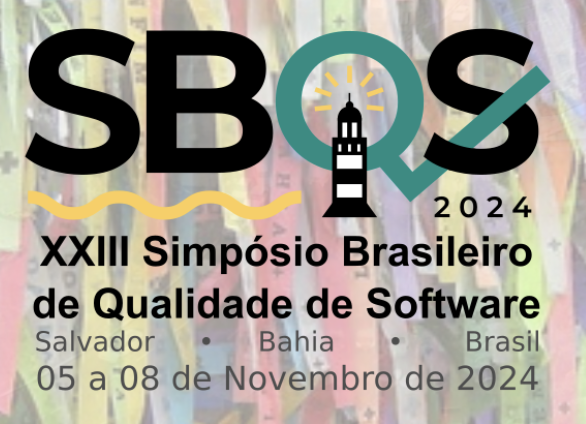 SBQS
2024
XXIII Simpósio Brasileiro
de Qualidade de Software
Salvador • Bahia • Brasil
05 a 08 de Novembro de 2024